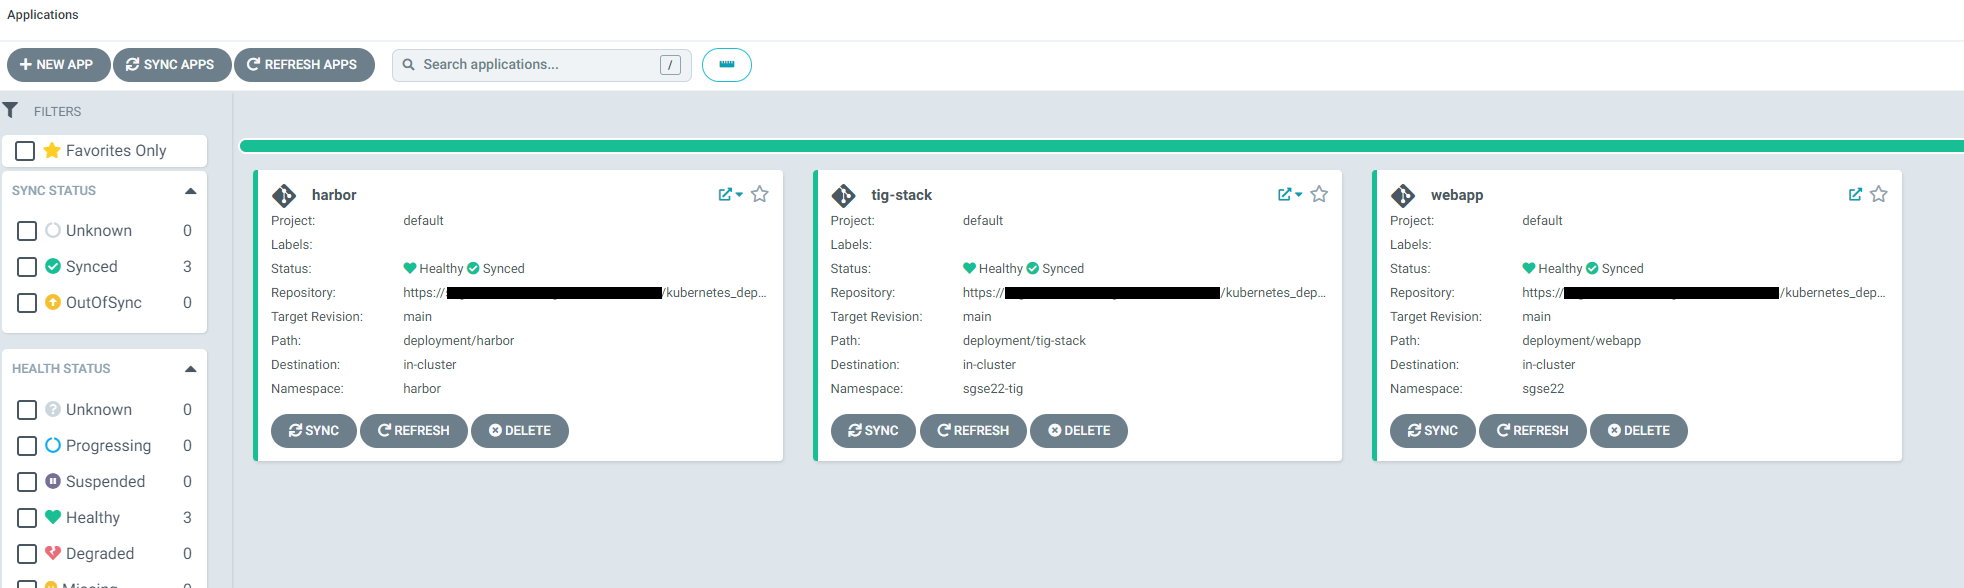 Applications
NEW APP SYNC APPS REFRESH APPS Search applications... /
FILTERS
Favorites Only
SYNC STATUS
Unknown 0
Synced 3
OutOfSync 0
HEALTH STATUS
Unknown 0
Progressing 0
Suspended 0
Healthy 3
Degraded 0
Missing 0
harbor
Project: default
Labels:
Status: Healthy Synced
Repository: https:// /kubernetes_dep...
Target Revision: main
Path: deployment/harbor
Destination: in-cluster
Namespace: harbor
SYNC REFRESH DELETE
tig-stack
Project: default
Labels:
Status: Healthy Synced
Repository: https:// /kubernetes_dep...
Target Revision: main
Path: deployment/tig-stack
Destination: in-cluster
Namespace: sgse22-tig
SYNC REFRESH DELETE
webapp
Project: default
Labels:
Status: Healthy Synced
Repository: https:// /kubernetes_dep...
Target Revision: main
Path: deployment/webapp
Destination: in-cluster
Namespace: sgse22
SYNC REFRESH DELETE